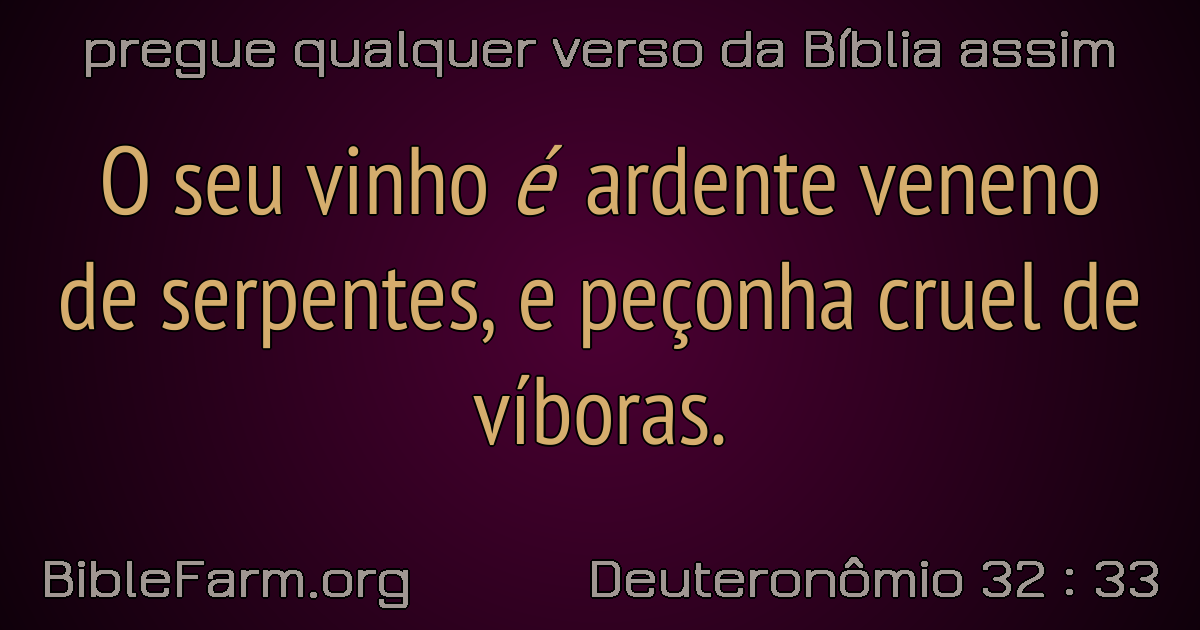 pregue qualquer verso da Bíblia assim
O seu vinho é ardente veneno
de serpentes, e peçonha cruel de
víboras.
BibleFarm.org
Deuteronômio 32 : 33